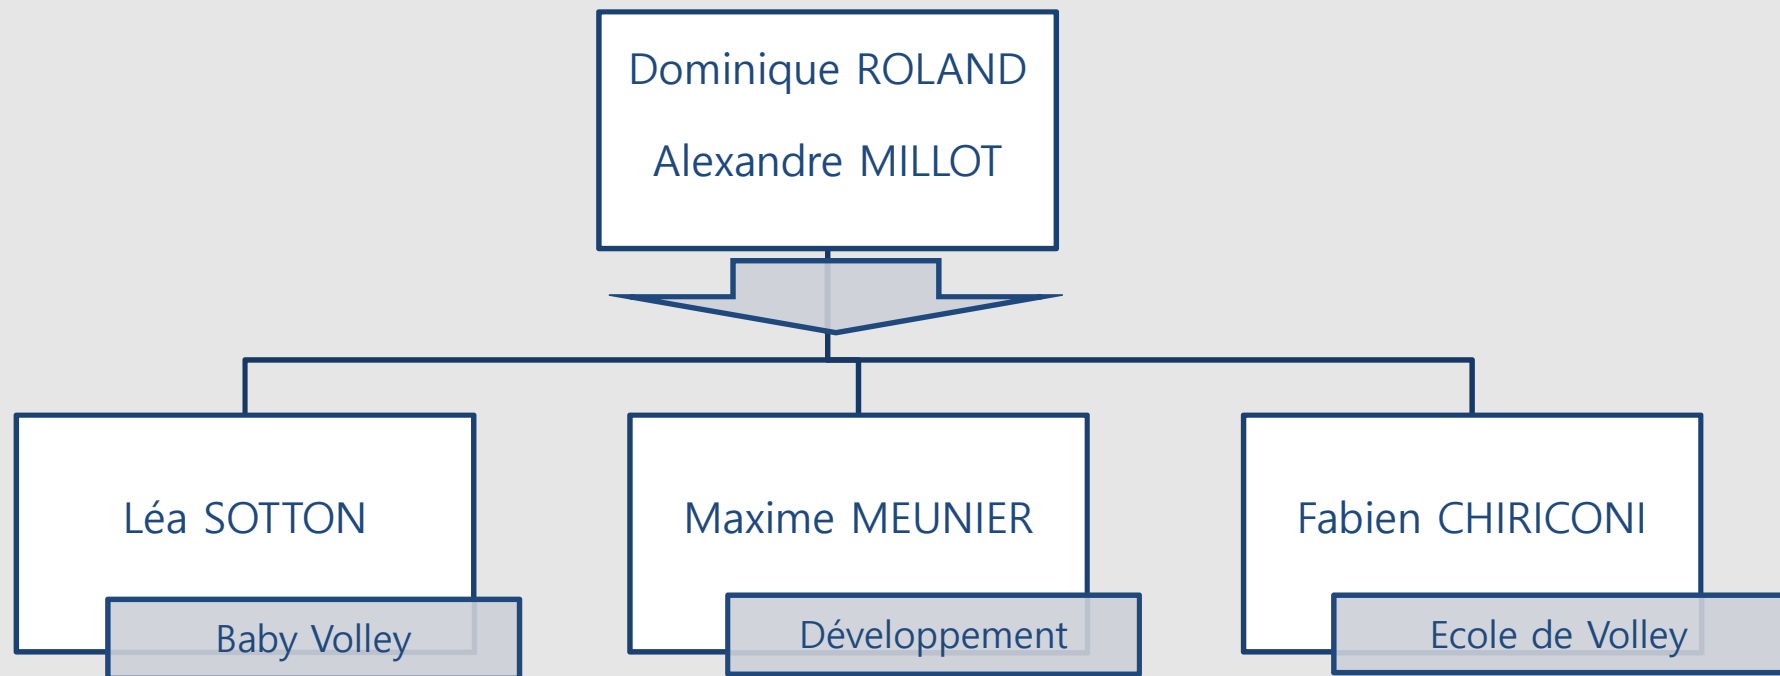 Dominique ROLAND
Alexandre MILLOT
Léa SOTTON
Baby Volley
Maxime MEUNIER
Développement
Fabien CHIRICONI
Ecole de Volley